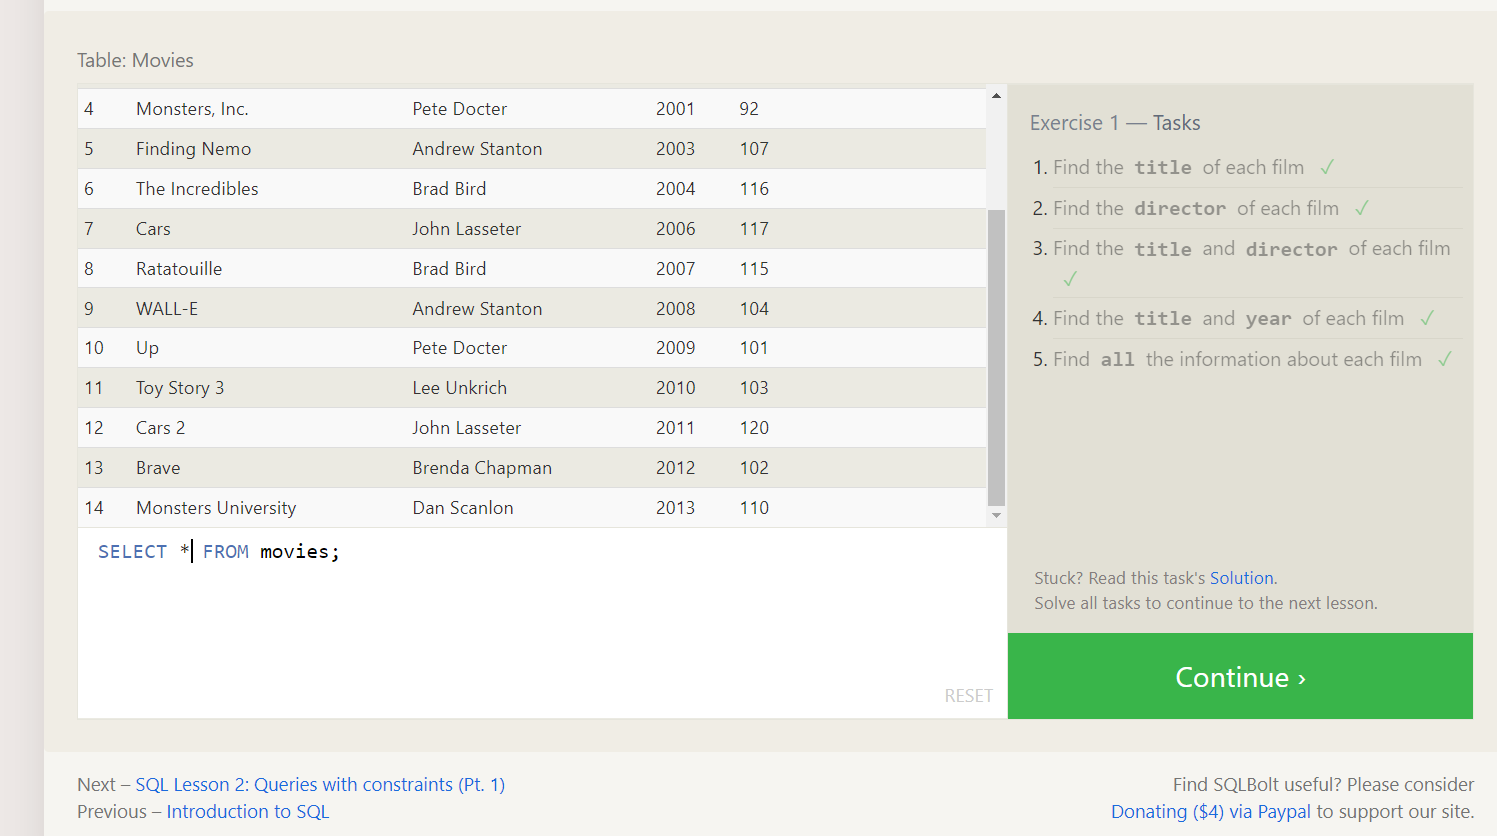 Table: Movies
4 Monsters, Inc. Pete Docter 2001 92
5 Finding Nemo Andrew Stanton 2003 107
6 The Incredibles Brad Bird 2004 116
7 Cars John Lasseter 2006 117
8 Ratatouille Brad Bird 2007 115
9 WALL-E Andrew Stanton 2008 104
10 Up Pete Docter 2009 101
11 Toy Story 3 Lee Unkrich 2010 103
12 Cars 2 John Lasseter 2011 120
13 Brave Brenda Chapman 2012 102
14 Monsters University Dan Scanlon 2013 110
SELECT * FROM movies;
RESET
Exercise 1 — Tasks
1. Find the title of each film ✓
2. Find the director of each film ✓
3. Find the title and director of each film
✓
4. Find the title and year of each film ✓
5. Find all the information about each film ✓
Stuck? Read this task's Solution.
Solve all tasks to continue to the next lesson.
Continue ›
Next – SQL Lesson 2: Queries with constraints (Pt. 1)
Previous – Introduction to SQL
Find SQLBolt useful? Please consider
Donating ($4) via Paypal to support our site.